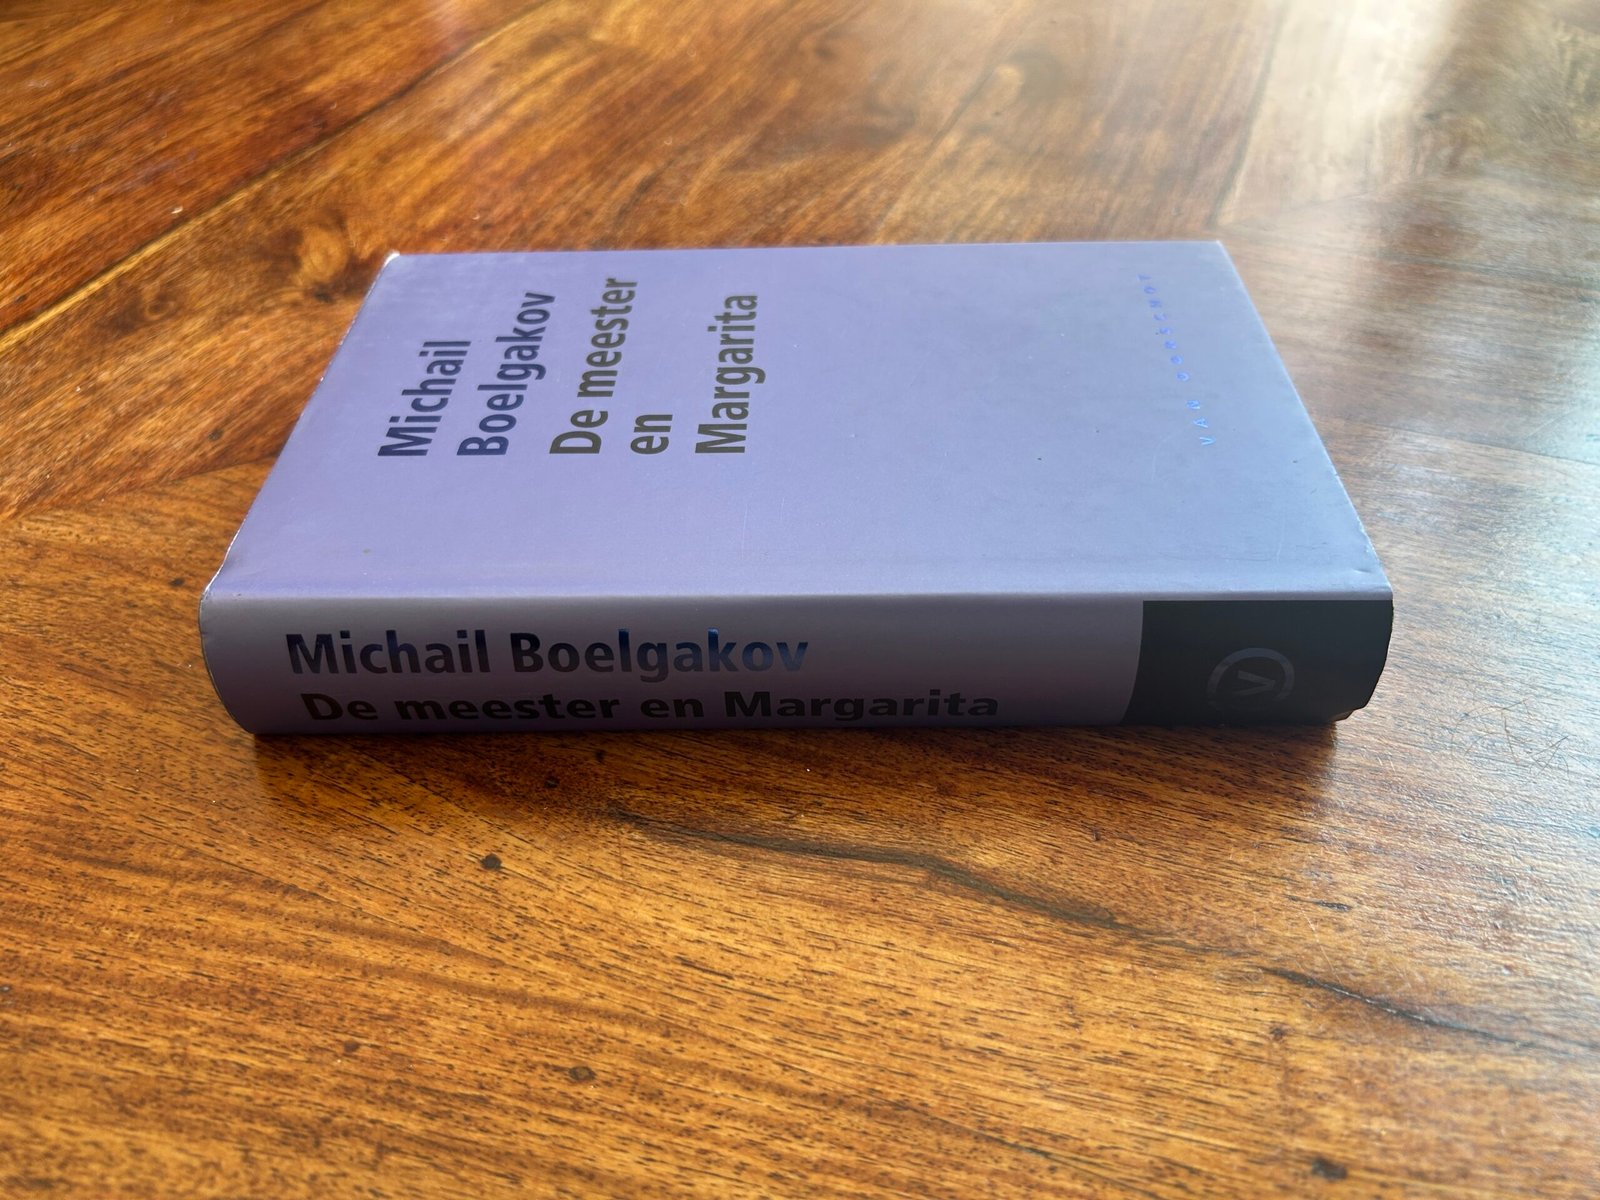 Michail
Boelgakov
De meester
en
Margarita
VAN OORSCHOT
Michail Boelgakov
De meester en Margarita
V